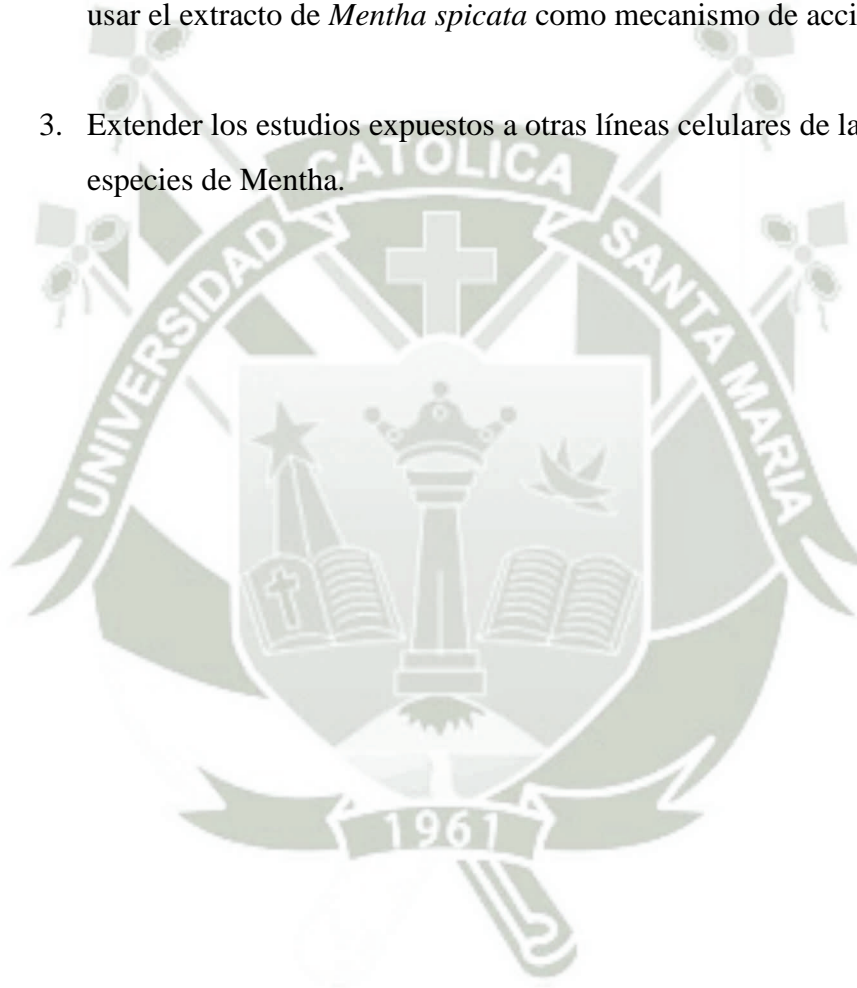 usar el extracto de Mentha spicata como mecanismo de acci
3. Extender los estudios expuestos a otras líneas celulares de la
especies de Mentha.
UNIVERSIDAD CATOLICA SANTA MARIA
1961